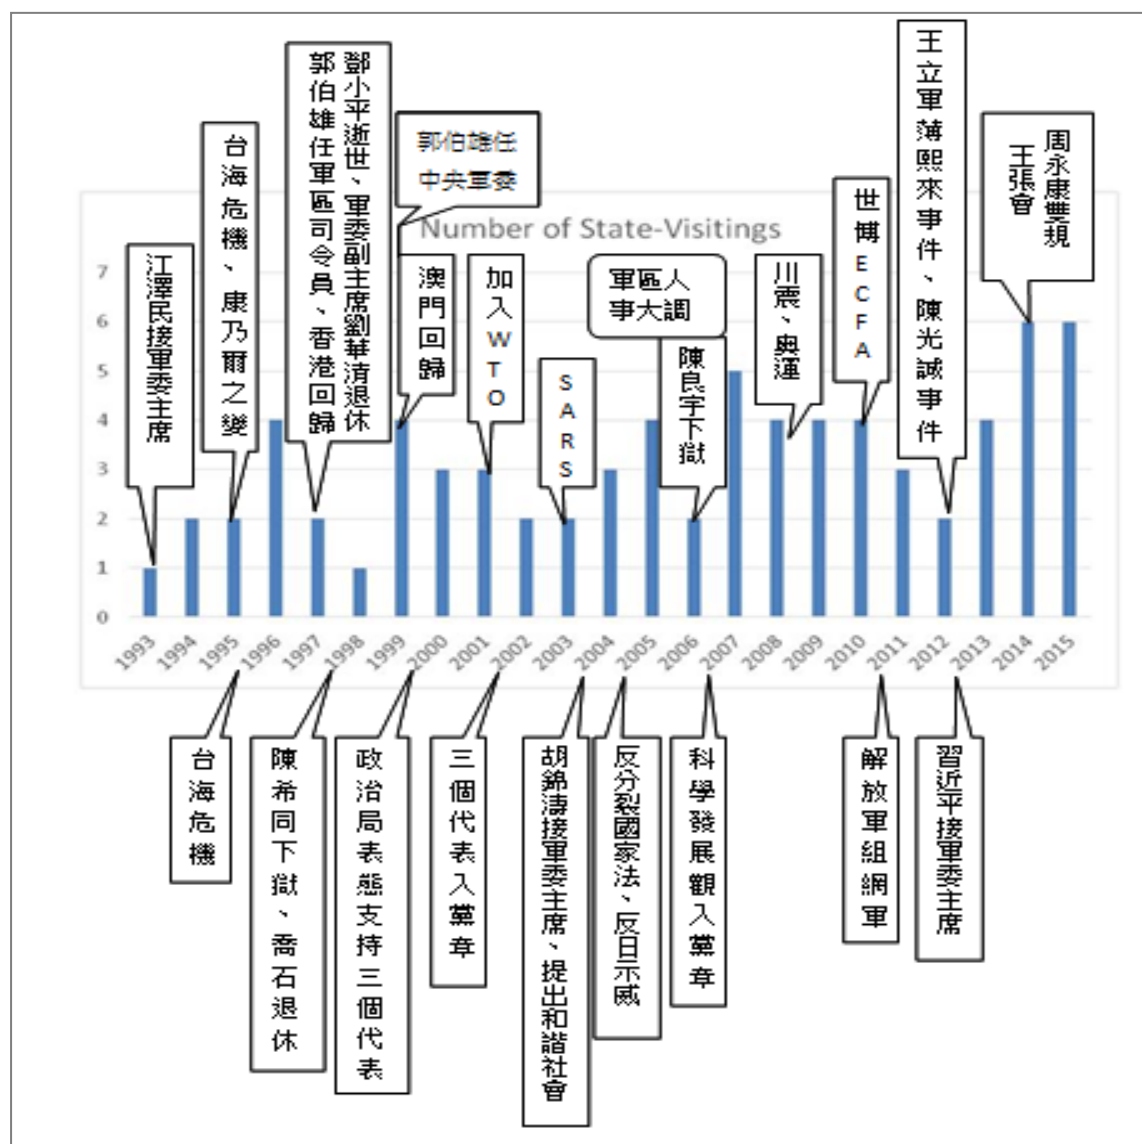 王立軍薄熙來事件、陳光誠事件
鄧小平逝世、軍委副主席劉華清退休
郭伯雄任軍區司令員、香港回歸
郭伯雄任
中央軍委
周永康雙規
王張會
台海危機、康乃爾之變
世博ECFA
Number of State-Visitings
江澤民接軍委主席
澳門回歸
加入WTO
軍區人
事大調
川震、奧運
陳良宇下獄
SARS
7
6
5
4
3
2
1
0
1993
1994
1995
1996
1997
1998
1999
2000
2001
2002
2003
2004
2005
2006
2007
2008
2009
2010
2011
2012
2013
2014
2015
台海危機
陳希同下獄、喬石退休
政治局表態支持三個代表
三個代表入黨章
胡錦濤接軍委主席、提出和諧社會
反分裂國家法、反日示威
科學發展觀入黨章
解放軍組網軍
習近平接軍委主席